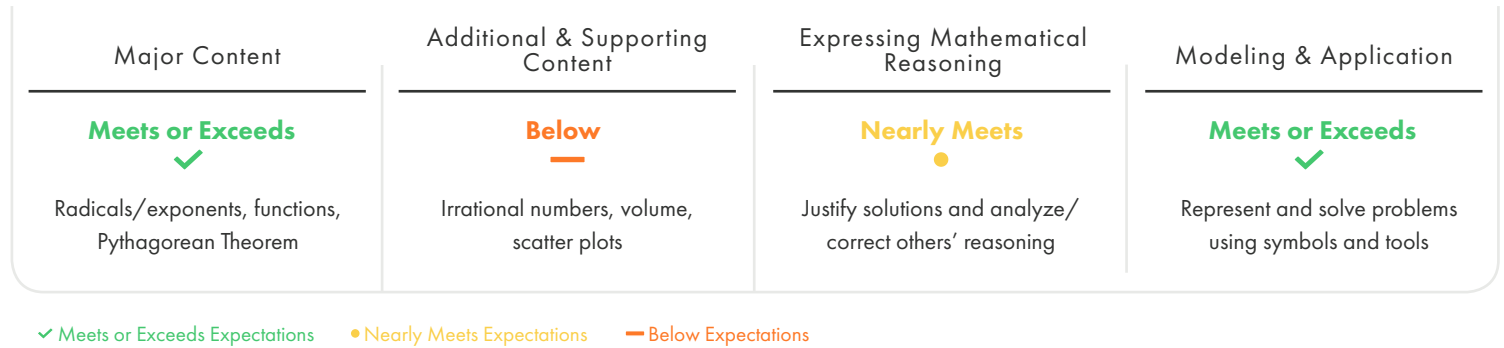 Major Content
Meets or Exceeds
Radicals/exponents, functions,
Pythagorean Theorem
Additional & Supporting
Content
Below
Irrational numbers, volume,
scatter plots
Expressing Mathematical
Reasoning
Nearly Meets
Justify solutions and analyze/
correct others’ reasoning
Modeling & Application
Meets or Exceeds
Represent and solve problems
using symbols and tools
Meets or Exceeds Expectations
Nearly Meets Expectations
Below Expectations